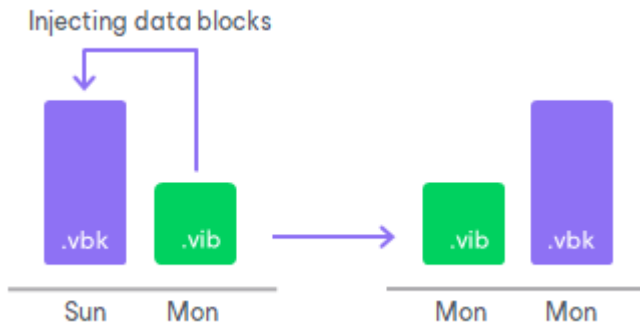 Injecting data blocks
.vbk
.vib
.vib
.vbk
Sun
Mon
Mon
Mon